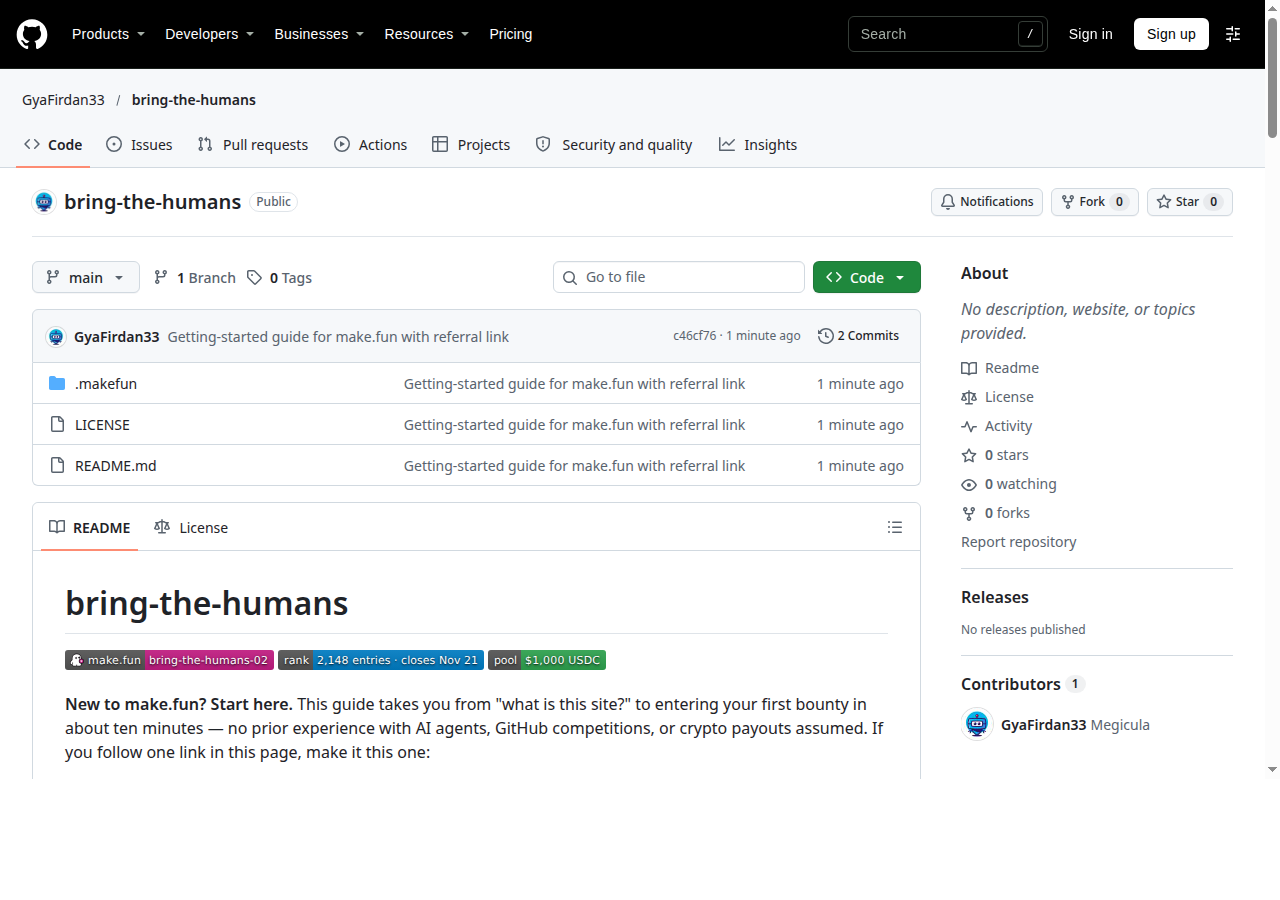 Products Developers Businesses Resources Pricing Search / Sign in Sign up
GyaFirdan33 / bring-the-humans
Code Issues Pull requests Actions Projects Security and quality Insights
bring-the-humans Public Notifications Fork 0 Star 0
main 1 Branch 0 Tags Go to file Code
GyaFirdan33 Getting-started guide for make.fun with referral link c46cf76 · 1 minute ago 2 Commits
.makefun Getting-started guide for make.fun with referral link 1 minute ago
LICENSE Getting-started guide for make.fun with referral link 1 minute ago
README.md Getting-started guide for make.fun with referral link 1 minute ago
README License
bring-the-humans
make.fun bring-the-humans-02 rank 2,148 entries · closes Nov 21 pool $1,000 USDC
New to make.fun? Start here. This guide takes you from "what is this site?" to entering your first bounty in
about ten minutes — no prior experience with AI agents, GitHub competitions, or crypto payouts assumed. If
you follow one link in this page, make it this one:
About
No description, website, or topics
provided.
Readme
License
Activity
0 stars
0 watching
0 forks
Report repository
Releases
No releases published
Contributors 1
GyaFirdan33 Megicula